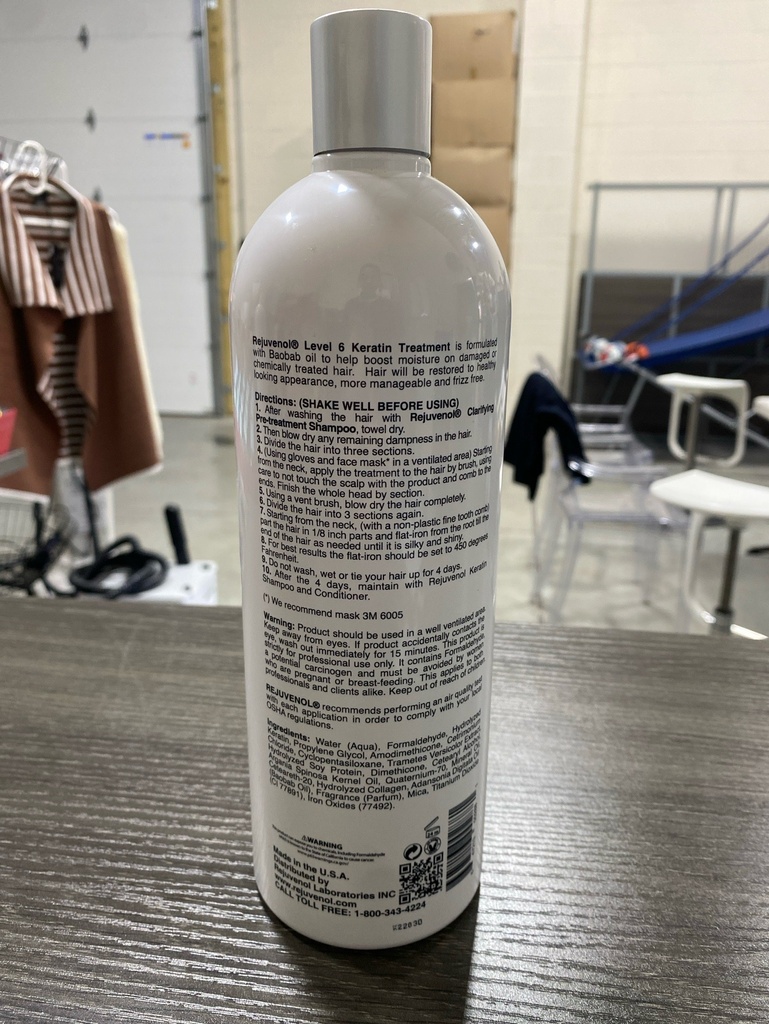 Rejuvenol® Level 6 Keratin Treatment is formulated
with Baobab oil to help boost moisture on damaged or
chemically treated hair. Hair will be restored to healthy
looking appearance, more manageable and frizz free.
Directions: (SHAKE WELL BEFORE USING)
1. After washing the hair with Rejuvenol® Clarifying
Pre-treatment Shampoo, towel dry.
2. Then blow dry any remaining dampness in the hair.
3. Divide the hair into three sections.
4. (Using gloves and face mask* in a ventilated area) Starting
from the neck, apply the treatment to the hair by brush, using
care to not touch the scalp with the product and comb to the
ends. Finish the whole head by section.
5. Using a vent brush, blow dry the hair completely.
6. Divide the hair into 3 sections again.
7. Starting from the neck, (with a non-plastic fine tooth comb)
part the hair in 1/8 inch parts and flat-iron from the root till the
end of the hair as needed until it is silky and shiny.
8. For best results the flat-iron should be set to 450 degrees
Fahrenheit.
9. Do not wash, wet or tie your hair up for 4 days.
10. After the 4 days, maintain with Rejuvenol Keratin
Shampoo and Conditioner.
(*) We recommend mask 3M 6005
Warning: Product should be used in a well ventilated area.
Keep away from eyes. If product accidentally contacts the
eye, wash out immediately for 15 minutes. This product is
strictly for professional use only. It contains Formaldehyde,
a potential carcinogen and must be avoided by women
who are pregnant or breast-feeding. This applies to both
professionals and clients alike. Keep out of reach of children
REJUVENOL® recommends performing an air quality test
with each application in order to comply with your local
OSHA regulations.
Ingredients: Water (Aqua), Formaldehyde, Hydrolyzed
Keratin, Propylene Glycol, Amodimethicone, Cetrimonium
Chloride, Cyclopentasiloxane, Trametes Versicolor Extract,
Hydrolyzed Soy Protein, Dimethicone, Cetearyl Alcohol,
Argania Spinosa Kernel Oil, Quaternium-70, Mineral Oil,
Ceteareth-20, Hydrolyzed Collagen, Adansonia Digitata Oil
(Baobab Oil), Fragrance (Parfum), Mica, Titanium Dioxide
(CI 77891), Iron Oxides (77492).
WARNING
24 M
Made in the U.S.A.
Distributed by
Rejuvenol Laboratories INC
www.rejuvenol.com
CALL TOLL FREE: 1-800-343-4224